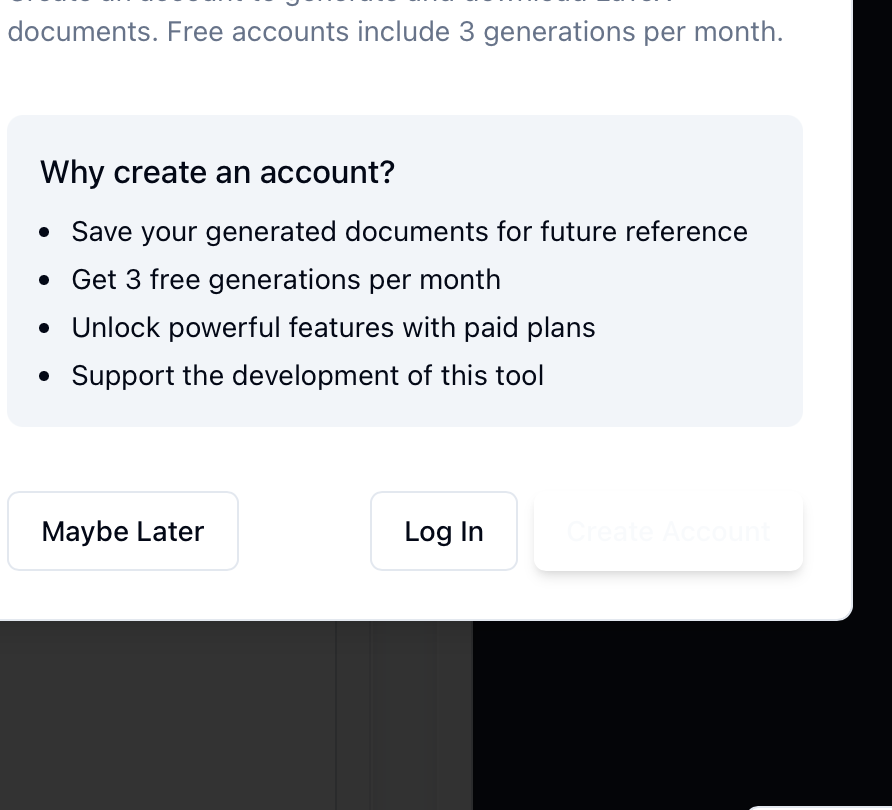 documents. Free accounts include 3 generations per month.
Why create an account?
• Save your generated documents for future reference
• Get 3 free generations per month
• Unlock powerful features with paid plans
• Support the development of this tool
Maybe Later
Log In
Create Account